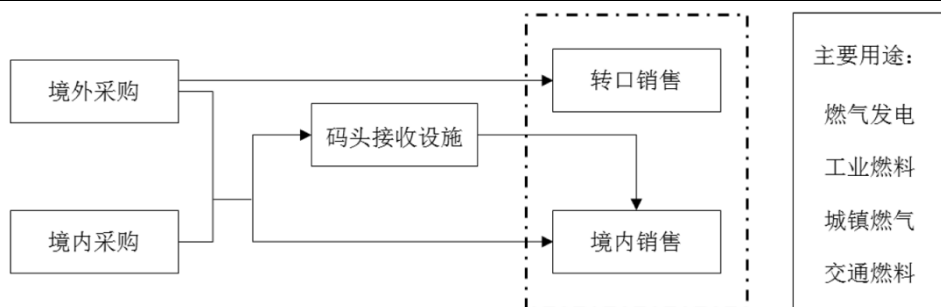 境外采购
转口销售
码头接收设施
境内采购
境内销售
主要用途：
燃气发电
工业燃料
城镇燃气
交通燃料